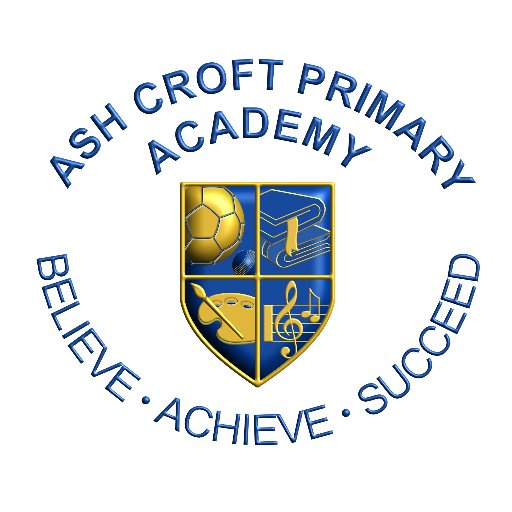 ASH CROFT PRIMARY
ACADEMY
BELIEVE • ACHIEVE • SUCCEED